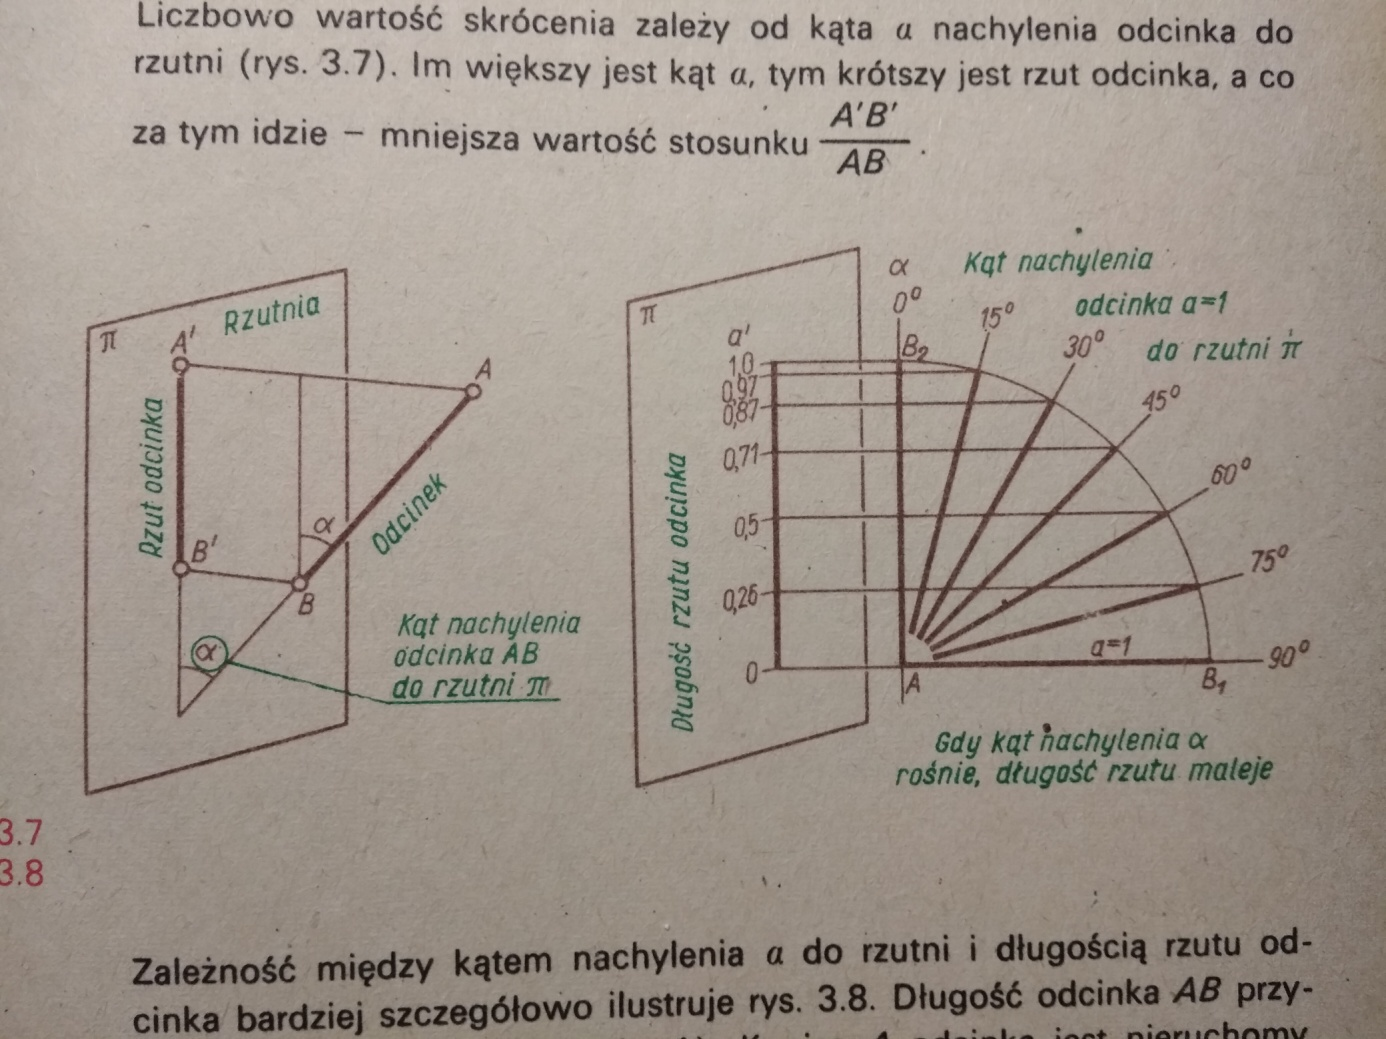 Liczbowo wartość skrócenia zależy od kąta α nachylenia odcinka do
rzutni (rys. 3.7). Im większy jest kąt α, tym krótszy jest rzut odcinka, a co
za tym idzie – mniejsza wartość stosunku A'B'/AB .
π
Rzutnia
A'
A
Rzut odcinka
B'
α
Odcinek
B
α
Kąt nachylenia
odcinka AB
do rzutni π
π
α
Kąt nachylenia
odcinka a=1
do rzutni π
0°
15°
30°
45°
60°
75°
90°
a'
1,0
0,97
0,87
0,71
0,5
0,26
0
Długość rzutu odcinka
B₂
a=1
A
B₁
Gdy kąt nachylenia α
rośnie, długość rzutu maleje
3.7
3.8
Zależność między kątem nachylenia α do rzutni i długością rzutu od-
cinka bardziej szczegółowo ilustruje rys. 3.8. Długość odcinka AB przy-
odcinka jest nieruchomy